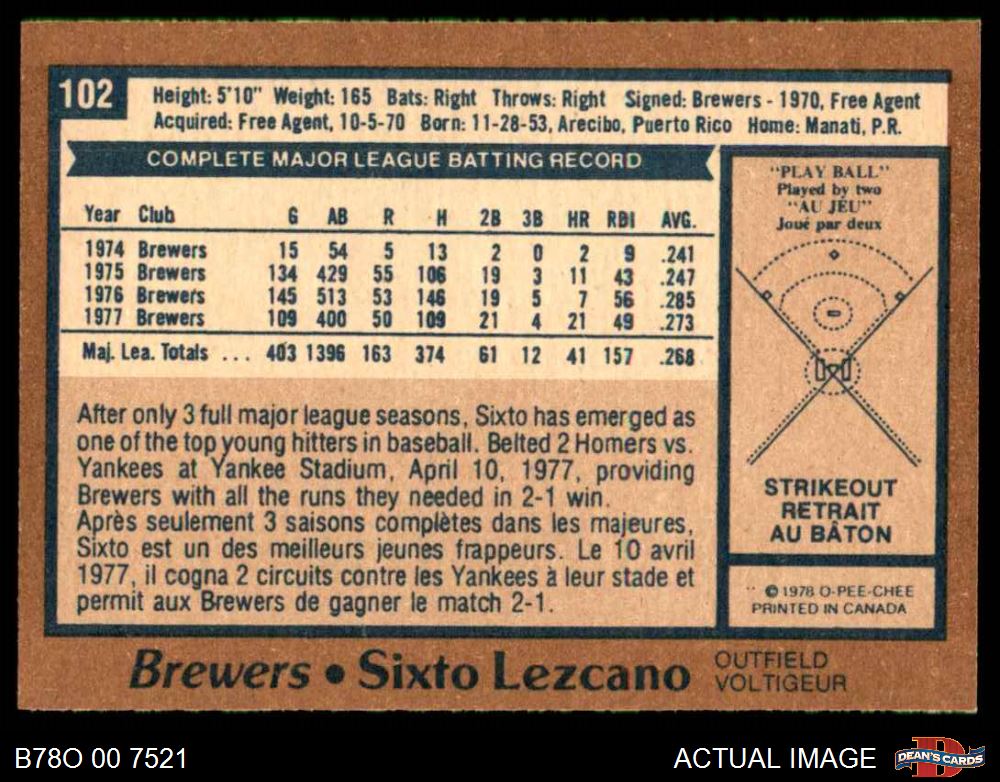 102
Height: 5'10" Weight: 165 Bats: Right Throws: Right Signed: Brewers - 1970, Free Agent
Acquired: Free Agent, 10-5-70 Born: 11-28-53, Arecibo, Puerto Rico Home: Manati, P.R.
COMPLETE MAJOR LEAGUE BATTING RECORD
Year Club G AB R H 2B 3B HR RBI AVG.
1974 Brewers 15 54 5 13 2 0 2 9 .241
1975 Brewers 134 429 55 106 19 3 11 43 .247
1976 Brewers 145 513 53 146 19 5 7 56 .285
1977 Brewers 109 400 50 109 21 4 21 49 .273
Maj. Lea. Totals ... 403 1396 163 374 61 12 41 157 .268
After only 3 full major league seasons, Sixto has emerged as
one of the top young hitters in baseball. Belted 2 Homers vs.
Yankees at Yankee Stadium, April 10, 1977, providing
Brewers with all the runs they needed in 2-1 win.
Après seulement 3 saisons complètes dans les majeures,
Sixto est un des meilleurs jeunes frappeurs. Le 10 avril
1977, il cogna 2 circuits contre les Yankees à leur stade et
permit aux Brewers de gagner le match 2-1.
"PLAY BALL"
Played by two
"AU JEU"
Joué par deux
STRIKEOUT
RETRAIT
AU BÂTON
© 1978 O-PEE-CHEE
PRINTED IN CANADA
Brewers • Sixto Lezcano
OUTFIELD
VOLTIGEUR
B78O 00 7521
ACTUAL IMAGE
D
DEAN'S CARDS